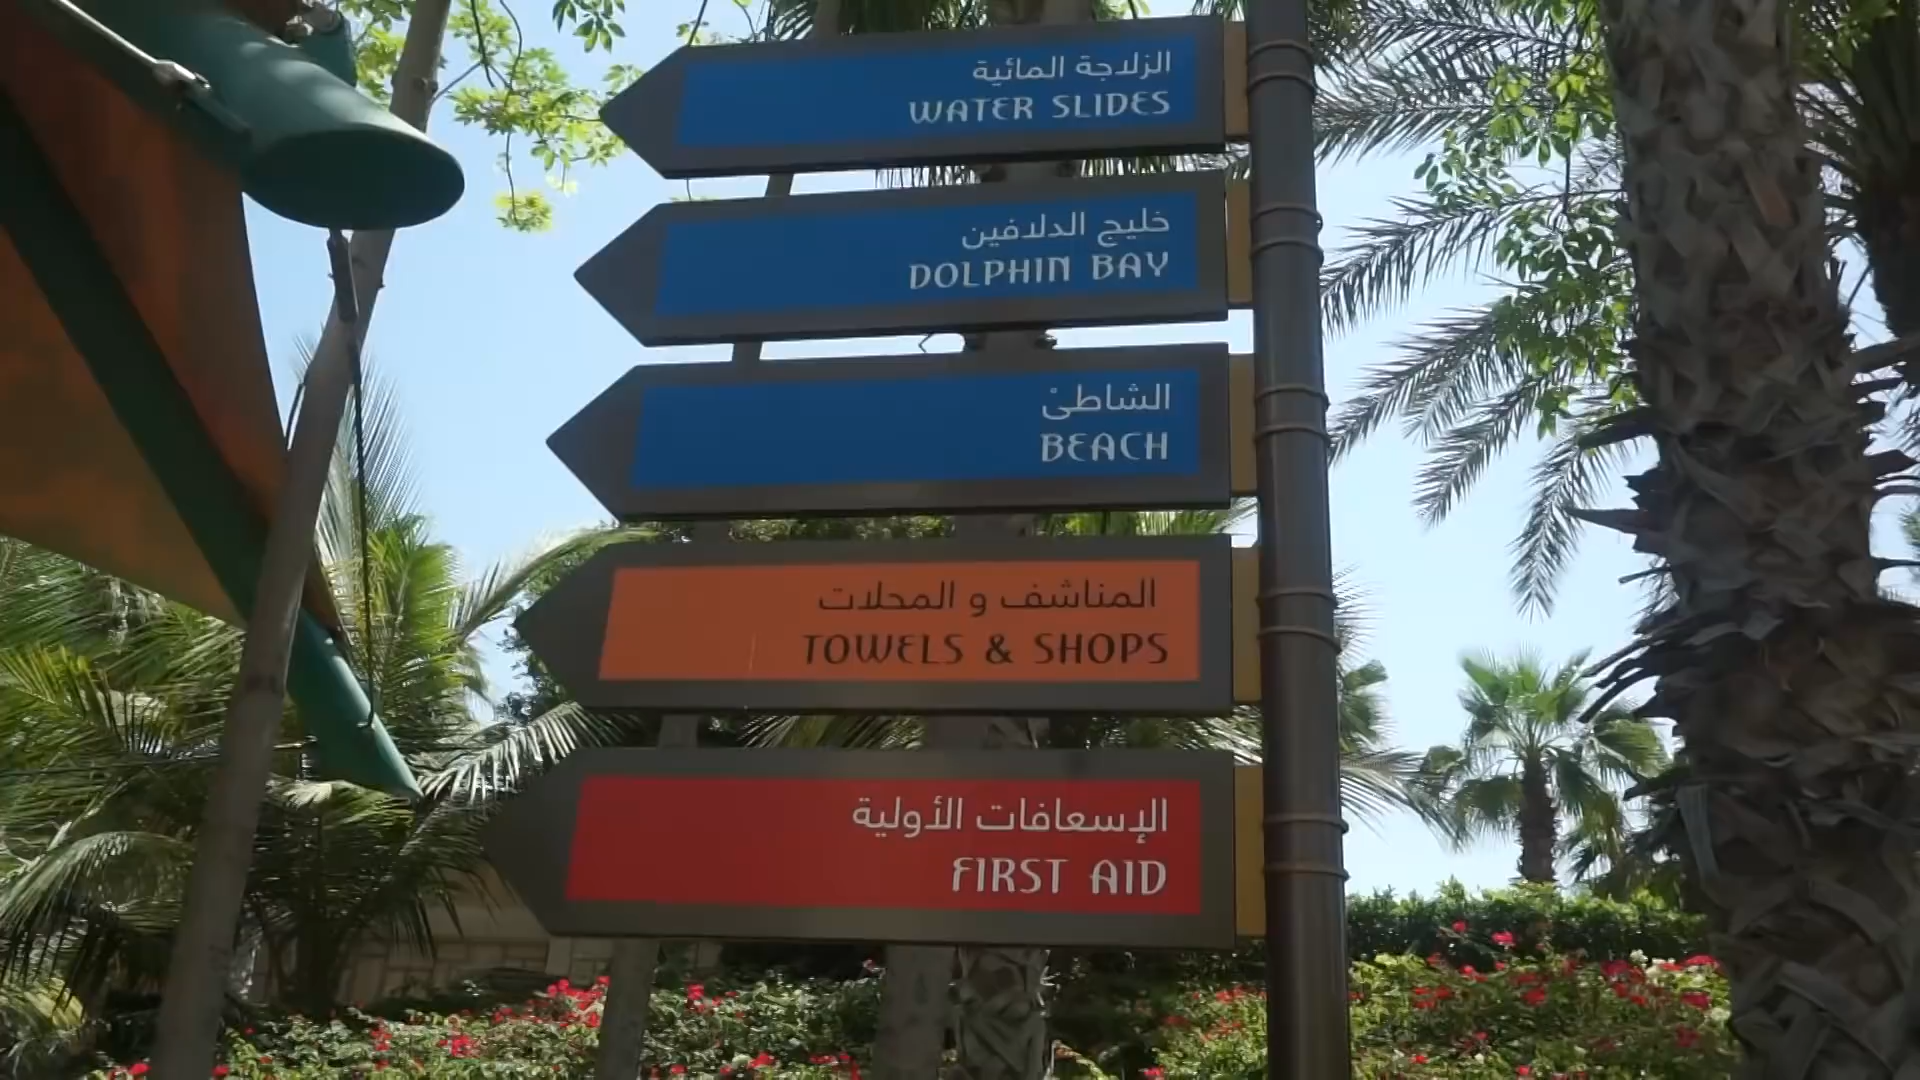 الزلاجة المائية
WATER SLIDES
خليج الدلافين
DOLPHIN BAY
الشاطئ
BEACH
المناشف و المحلات
TOWELS & SHOPS
الإسعافات الأولية
FIRST AID